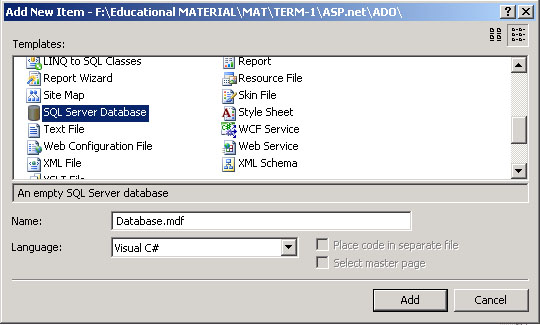 Add New Item - F:\Educational MATERIAL\MAT\TERM-1\ASP.net\ADO\
Templates:
LINQ to SQL Classes
Report
Report Wizard
Resource File
Site Map
Skin File
SQL Server Database
Style Sheet
Text File
WCF Service
Web Configuration File
Web Service
XML File
XML Schema
XSLT File
An empty SQL Server database
Name:
Database.mdf
Language:
Visual C#
Place code in separate file
Select master page
Add
Cancel